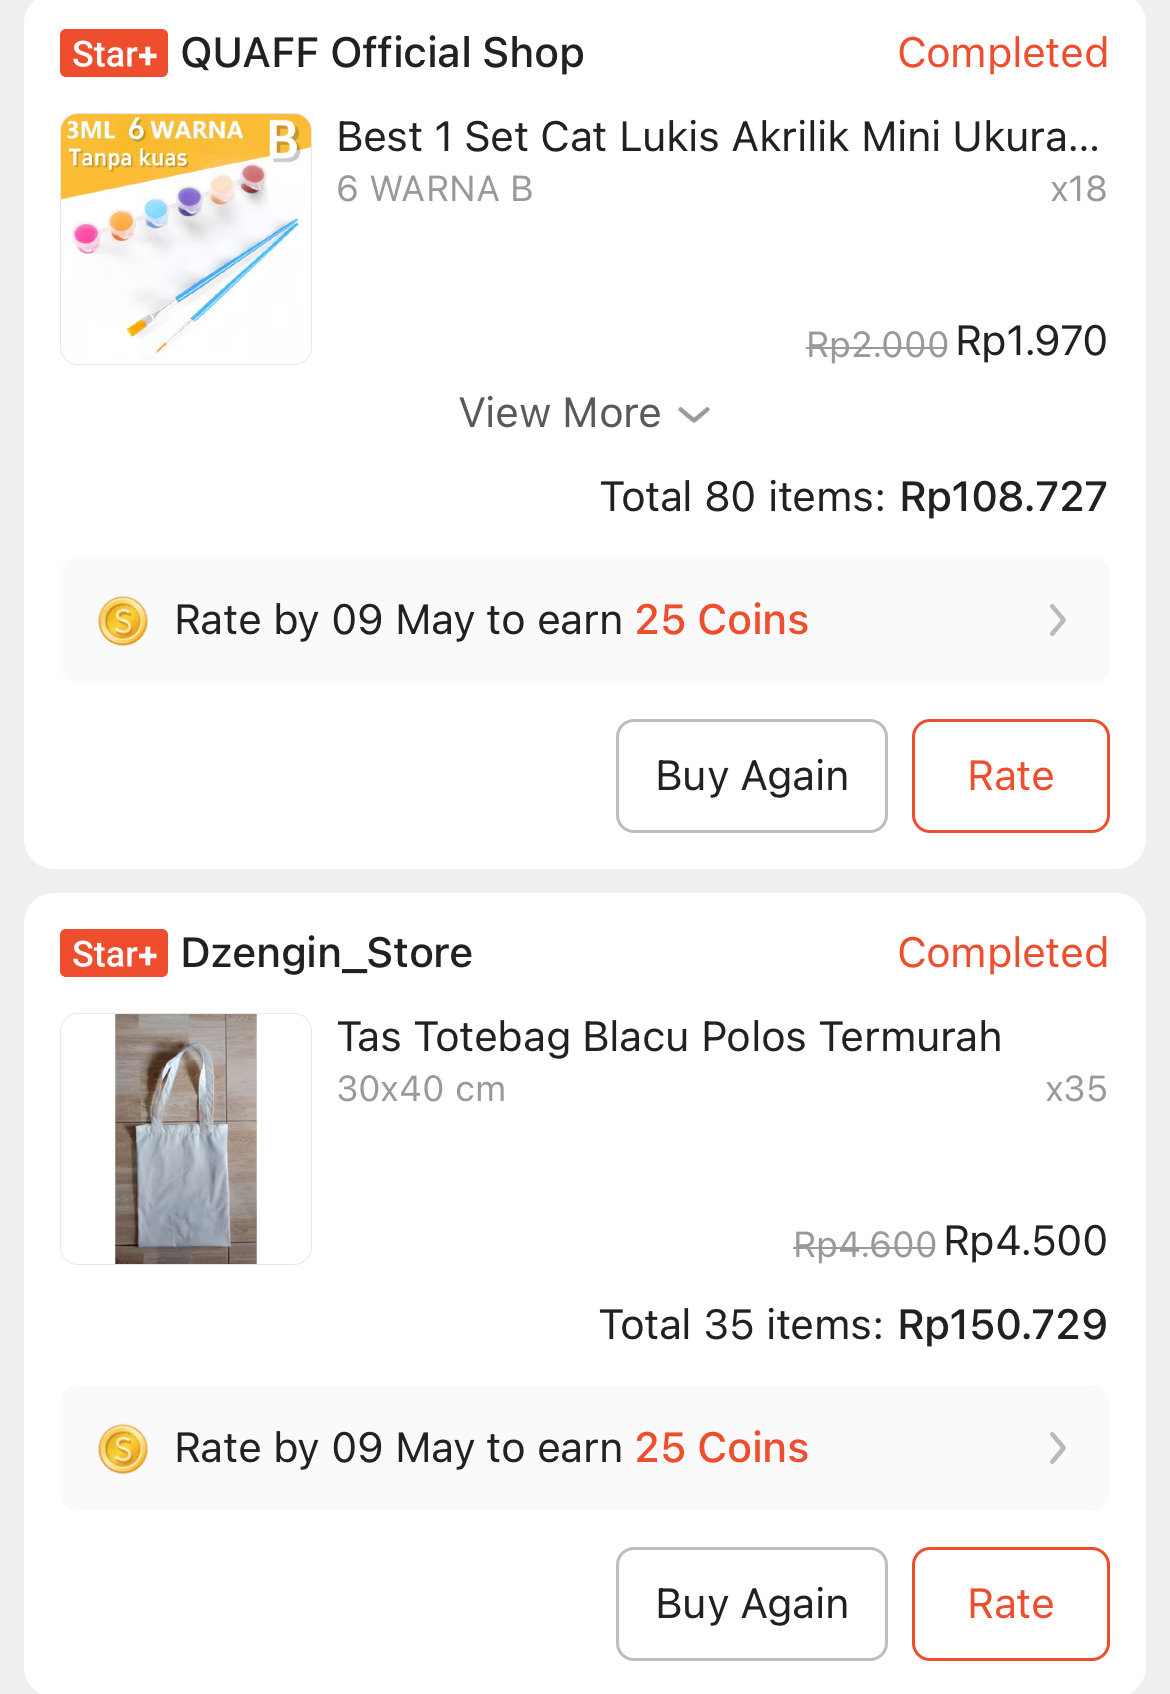 Star+ QUAFF Official Shop Completed
3ML 6 WARNA B
Tanpa kuas
Best 1 Set Cat Lukis Akrilik Mini Ukura...
6 WARNA B x18
Rp2.000 Rp1.970
View More
Total 80 items: Rp108.727
S Rate by 09 May to earn 25 Coins
Buy Again Rate
Star+ Dzengin_Store Completed
Tas Totebag Blacu Polos Termurah
30x40 cm x35
Rp4.600 Rp4.500
Total 35 items: Rp150.729
S Rate by 09 May to earn 25 Coins
Buy Again Rate